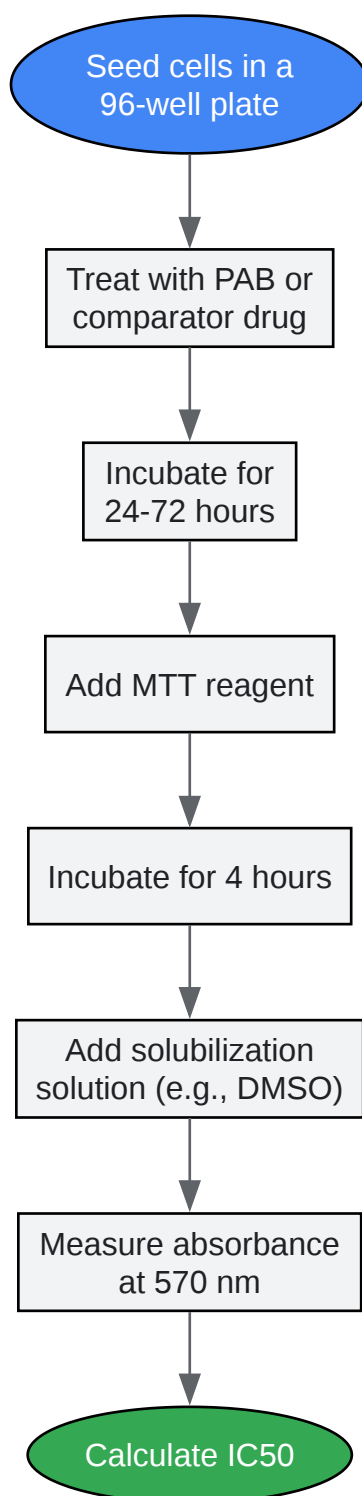 Seed cells in a
96-well plate
Treat with PAB or
comparator drug
Incubate for
24-72 hours
Add MTT reagent
Incubate for 4 hours
Add solubilization
solution (e.g., DMSO)
Measure absorbance
at 570 nm
Calculate IC50